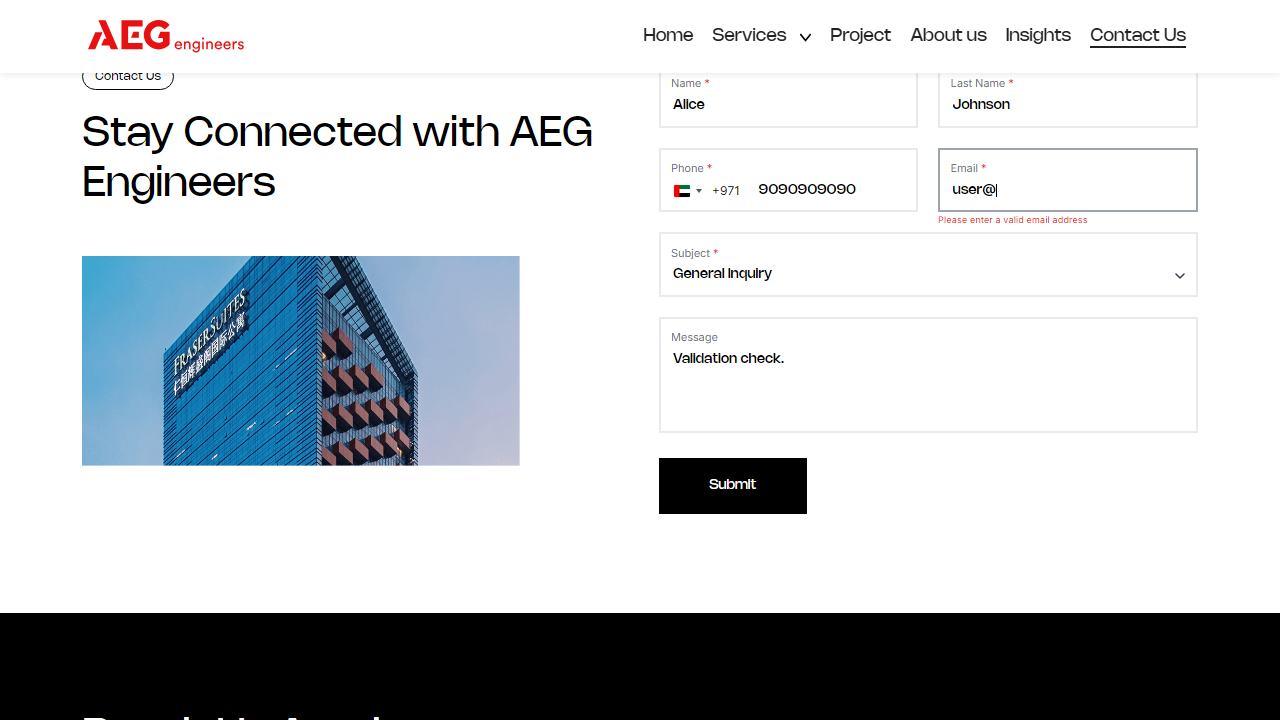 AEG engineers
Home Services Project About us Insights Contact Us
Contact Us
Stay Connected with AEG
Engineers
FRASER SUITES
Name *
Alice
Last Name *
Johnson
Phone *
+971 9090909090
Email *
user@
Please enter a valid email address
Subject *
General Inquiry
Message
Validation check.
Submit